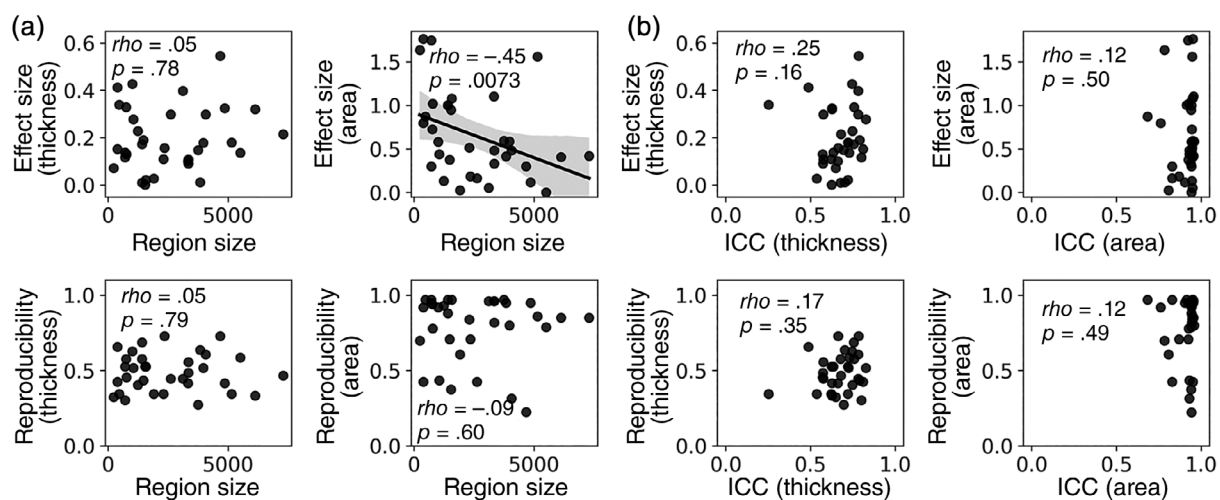 (a)
Effect size
(thickness)
0.6
0.4
0.2
0.0
rho = .05
p = .78
0
5000
Region size
Effect size
(area)
1.5
1.0
0.5
0.0
rho = −.45
p = .0073
0
5000
Region size
(b)
Effect size
(thickness)
0.6
0.4
0.2
0.0
rho = .25
p = .16
0.0
0.5
1.0
ICC (thickness)
Effect size
(area)
1.5
1.0
0.5
0.0
rho = .12
p = .50
0.0
0.5
1.0
ICC (area)
Reproducibility
(thickness)
1.0
0.5
0.0
rho = .05
p = .79
0
5000
Region size
Reproducibility
(area)
1.0
0.5
0.0
rho = −.09
p = .60
0
5000
Region size
Reproducibility
(thickness)
1.0
0.5
0.0
rho = .17
p = .35
0.0
0.5
1.0
ICC (thickness)
Reproducibility
(area)
1.0
0.5
0.0
rho = .12
p = .49
0.0
0.5
1.0
ICC (area)